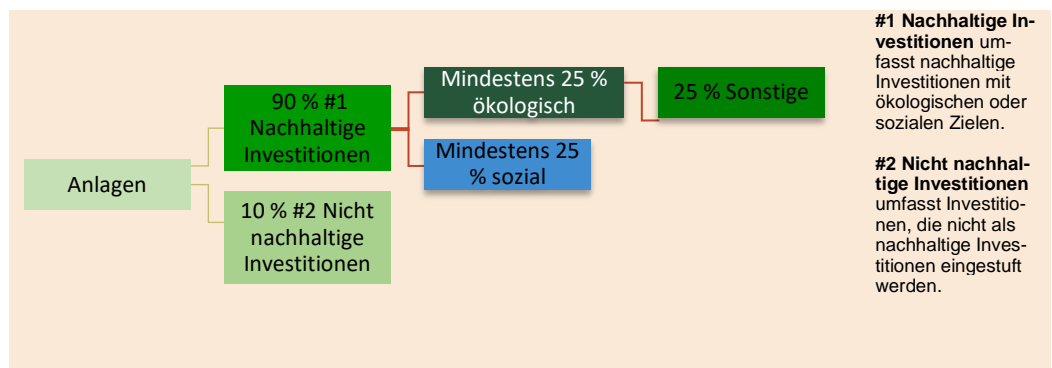 Anlagen
90 % #1
Nachhaltige
Investitionen
10 % #2 Nicht
nachhaltige
Investitionen
Mindestens 25 %
ökologisch
Mindestens 25
% sozial
25 % Sonstige
#1 Nachhaltige In-
vestitionen um-
fasst nachhaltige
Investitionen mit
ökologischen oder
sozialen Zielen.
#2 Nicht nachhal-
tige Investitionen
umfasst Investitio-
nen, die nicht als
nachhaltige Inves-
titionen eingestuft
werden.